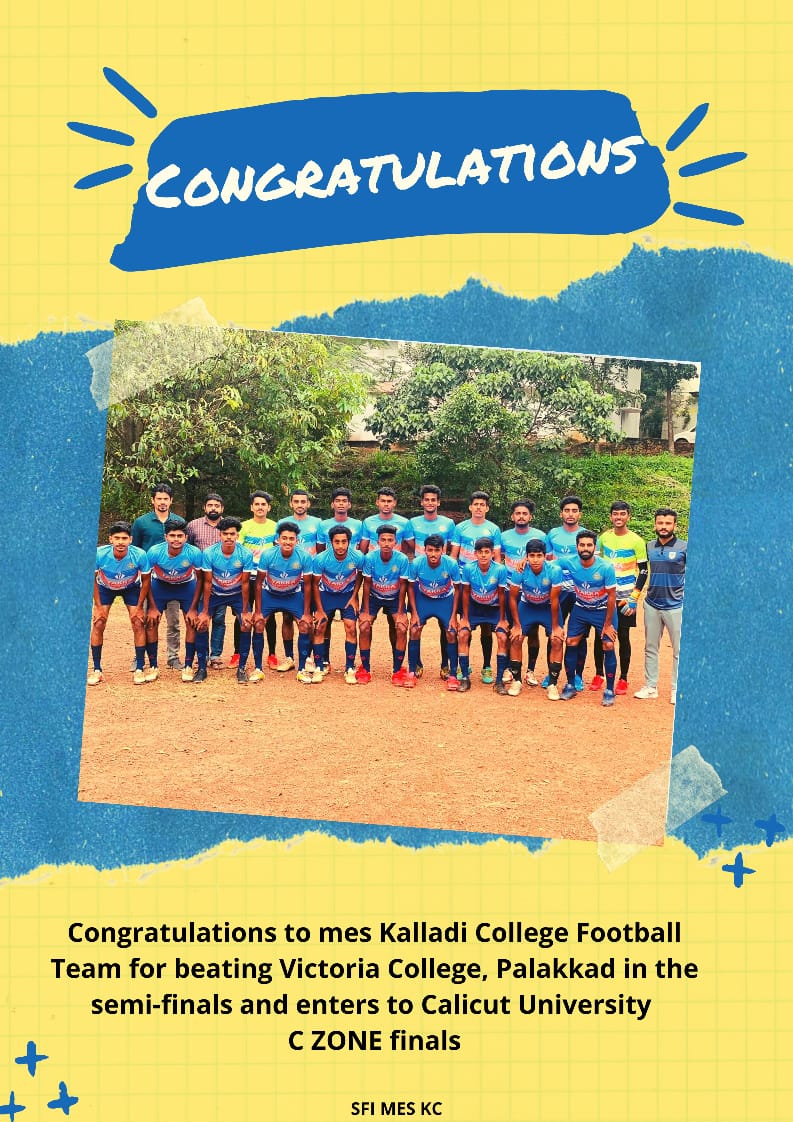 CONGRATULATIONS
Congratulations to mes Kalladi College Football
Team for beating Victoria College, Palakkad in the
semi-finals and enters to Calicut University
C ZONE finals
SFI MES KC